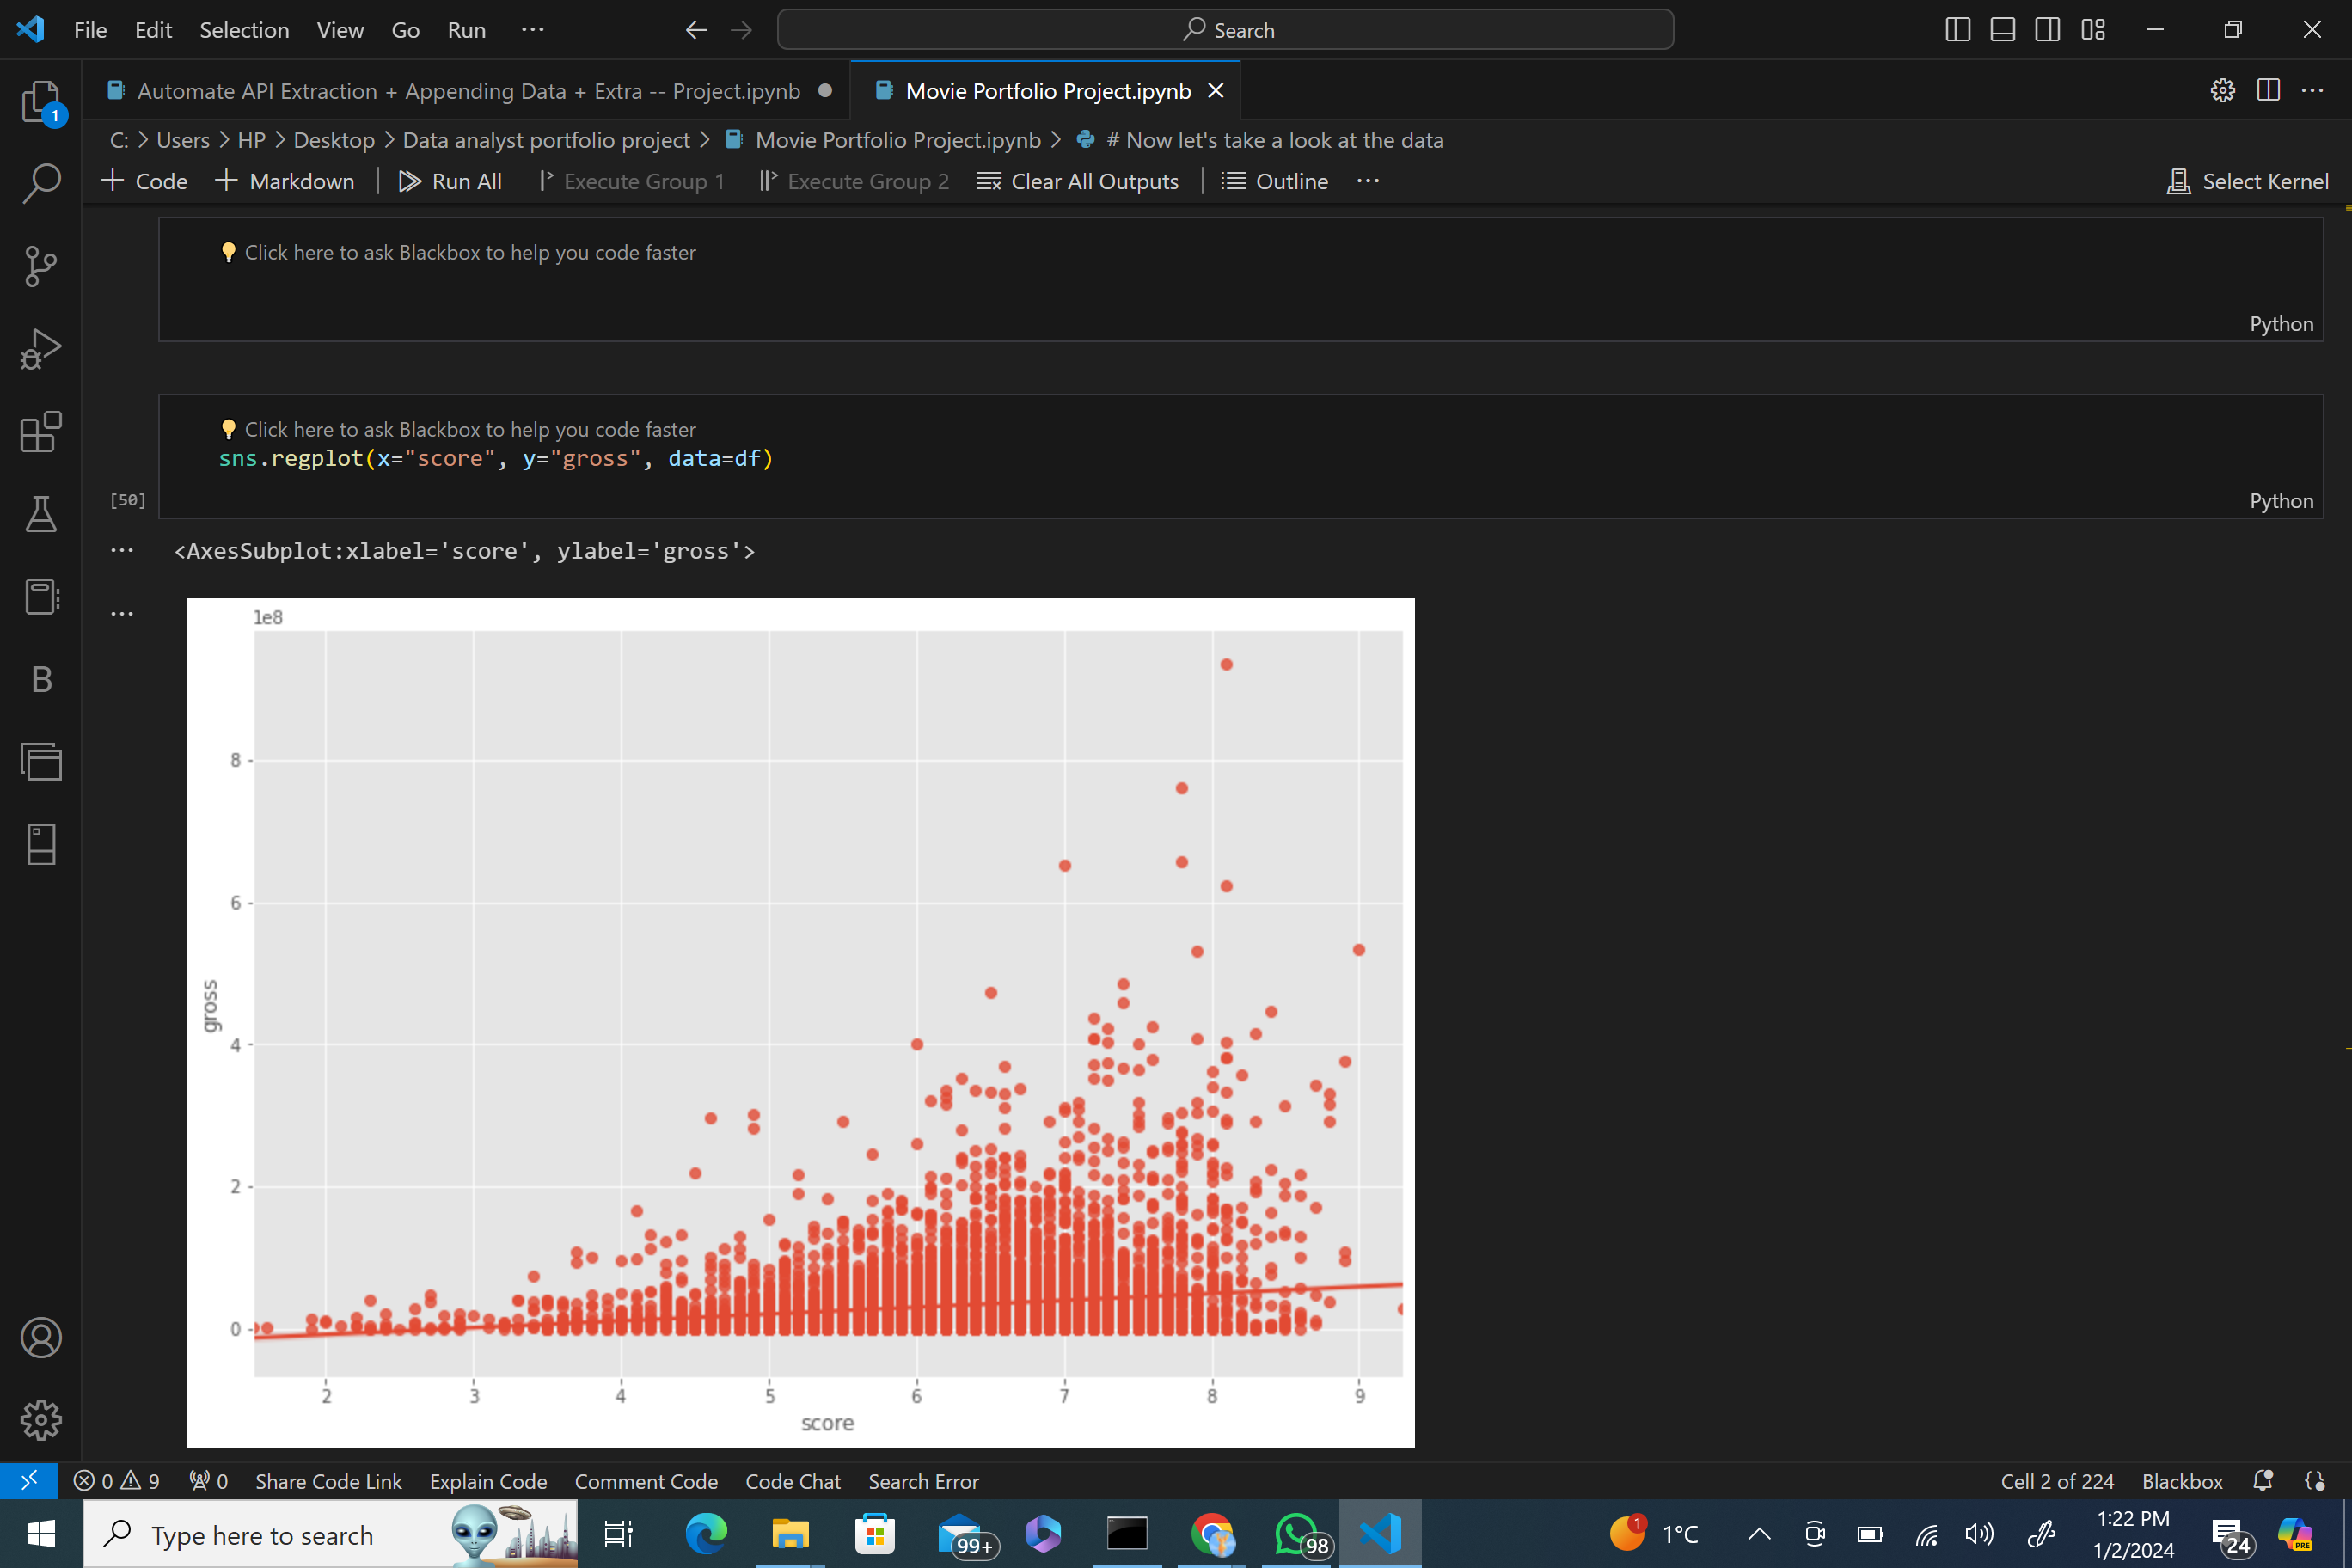 File Edit Selection View Go Run ···
Search
Automate API Extraction + Appending Data + Extra -- Project.ipynb
Movie Portfolio Project.ipynb
1
C: > Users > HP > Desktop > Data analyst portfolio project > Movie Portfolio Project.ipynb > # Now let's take a look at the data
+ Code + Markdown | Run All Execute Group 1 Execute Group 2 Clear All Outputs | Outline ···
Select Kernel
Click here to ask Blackbox to help you code faster
Python
Click here to ask Blackbox to help you code faster
sns.regplot(x="score", y="gross", data=df)
[50]
Python
<AxesSubplot:xlabel='score', ylabel='gross'>
B
1e8
8
6
4
2
0
gross
2 3 4 5 6 7 8 9
score
0 9 0 Share Code Link Explain Code Comment Code Code Chat Search Error
Cell 2 of 224 Blackbox
Type here to search
99+
98
1
1°C
1:22 PM
1/2/2024
24
PRE